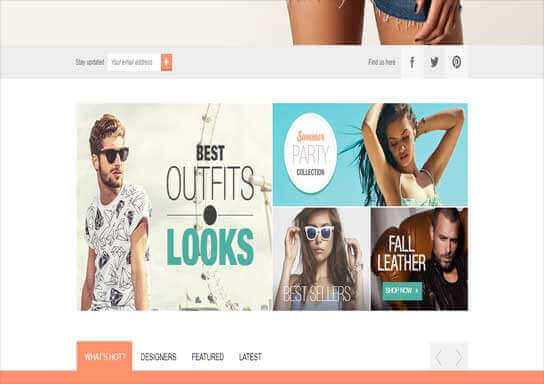 Stay updated
Your email address
+
Find us here
BEST
OUTFITS
LOOKS
Summer
PARTY
COLLECTION
BEST SELLERS
FALL
LEATHER
SHOP NOW >
WHAT'S HOT?
DESIGNERS
FEATURED
LATEST